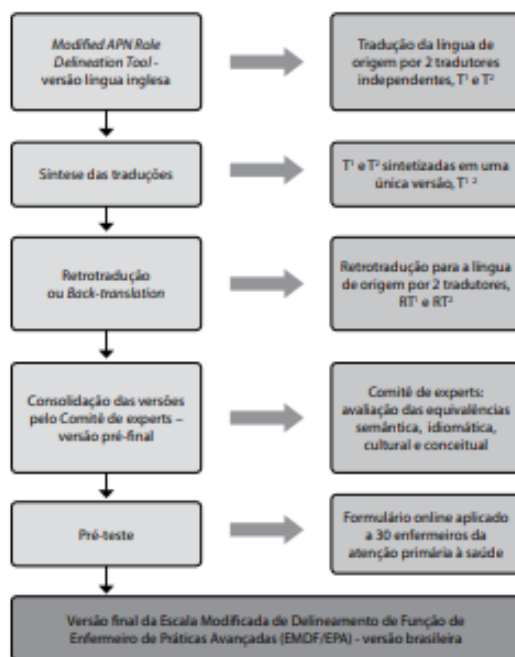 Modified APN Role
Delineation Tool -
versão língua inglesa
Tradução da língua de
origem por 2 tradutores
independentes, T¹ e T²
Síntese das traduções
T¹ e T² sintetizadas em uma
única versão, T¹ ²
Retrotradução
ou Back-translation
Retrotradução para a língua
de origem por 2 tradutores,
RT¹ e RT²
Consolidação das versões
pelo Comitê de experts –
versão pré-final
Comitê de experts:
avaliação das equivalências
semântica, idiomática,
cultural e conceitual
Pré-teste
Formulário online aplicado
a 30 enfermeiros da
atenção primária à saúde
Versão final da Escala Modificada de Delineamento de Função de
Enfermeiro de Práticas Avançadas (EMDF/EPA) - versão brasileira